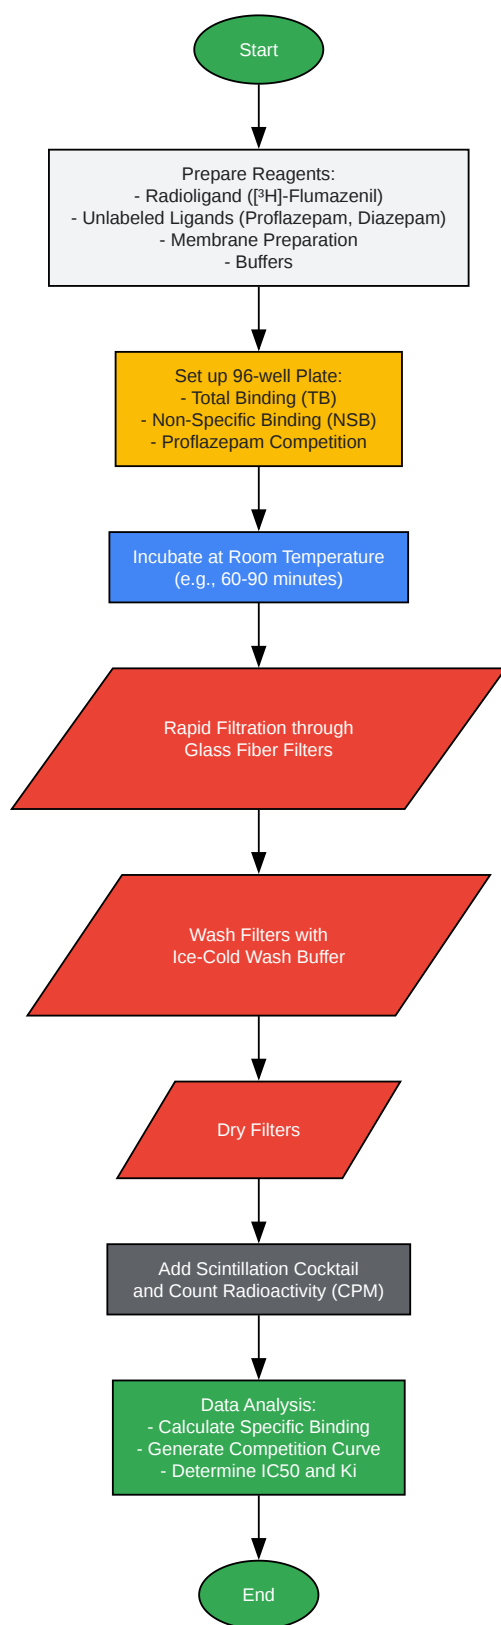 Start
Prepare Reagents:
- Radioligand ([³H]-Flumazenil)
- Unlabeled Ligands (Proflazepam, Diazepam)
- Membrane Preparation
- Buffers
Set up 96-well Plate:
- Total Binding (TB)
- Non-Specific Binding (NSB)
- Proflazepam Competition
Incubate at Room Temperature
(e.g., 60-90 minutes)
Rapid Filtration through
Glass Fiber Filters
Wash Filters with
Ice-Cold Wash Buffer
Dry Filters
Add Scintillation Cocktail
and Count Radioactivity (CPM)
Data Analysis:
- Calculate Specific Binding
- Generate Competition Curve
- Determine IC50 and Ki
End